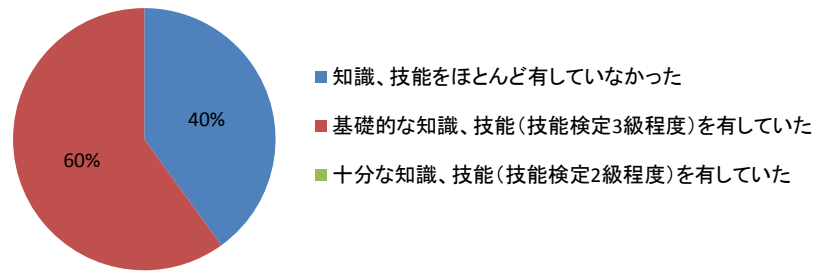 40%
60%
知識、技能をほとんど有していなかった
基礎的な知識、技能(技能検定3級程度)を有していた
十分な知識、技能(技能検定2級程度)を有していた